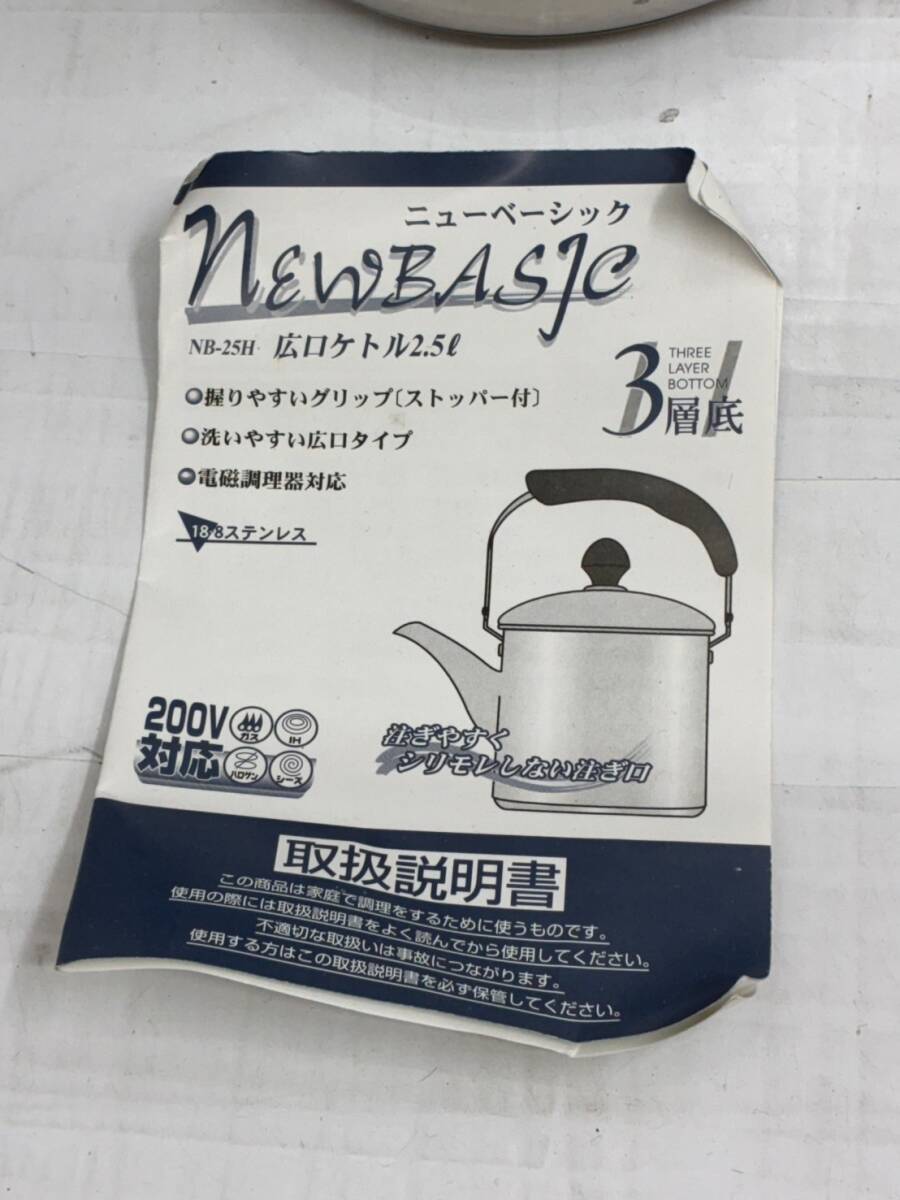 ニューベーシック
NEWBASIC
NB-25H 広口ケトル2.5ℓ
●握りやすいグリップ〔ストッパー付〕
●洗いやすい広口タイプ
●電磁調理器対応
18/8ステンレス
THREE
LAYER
BOTTOM
3層底
200V
対応
ガス
IH
ハロゲン
シーズ
注ぎやすく
シリモレしない注ぎ口
取扱説明書
この商品は家庭で調理をするために使うものです。
使用の際には取扱説明書をよく読んでから使用してください。
不適切な取扱いは事故につながります。
使用する方はこの取扱説明書を必ず保管してください。